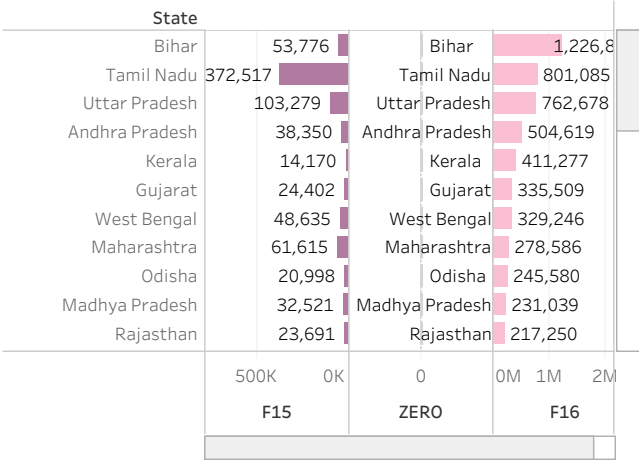 State
Bihar 53,776 Bihar 1,226,8
Tamil Nadu 372,517 Tamil Nadu 801,085
Uttar Pradesh 103,279 Uttar Pradesh 762,678
Andhra Pradesh 38,350 Andhra Pradesh 504,619
Kerala 14,170 Kerala 411,277
Gujarat 24,402 Gujarat 335,509
West Bengal 48,635 West Bengal 329,246
Maharashtra 61,615 Maharashtra 278,586
Odisha 20,998 Odisha 245,580
Madhya Pradesh 32,521 Madhya Pradesh 231,039
Rajasthan 23,691 Rajasthan 217,250
500K 0K 0 0M 1M 2M
F15 ZERO F16